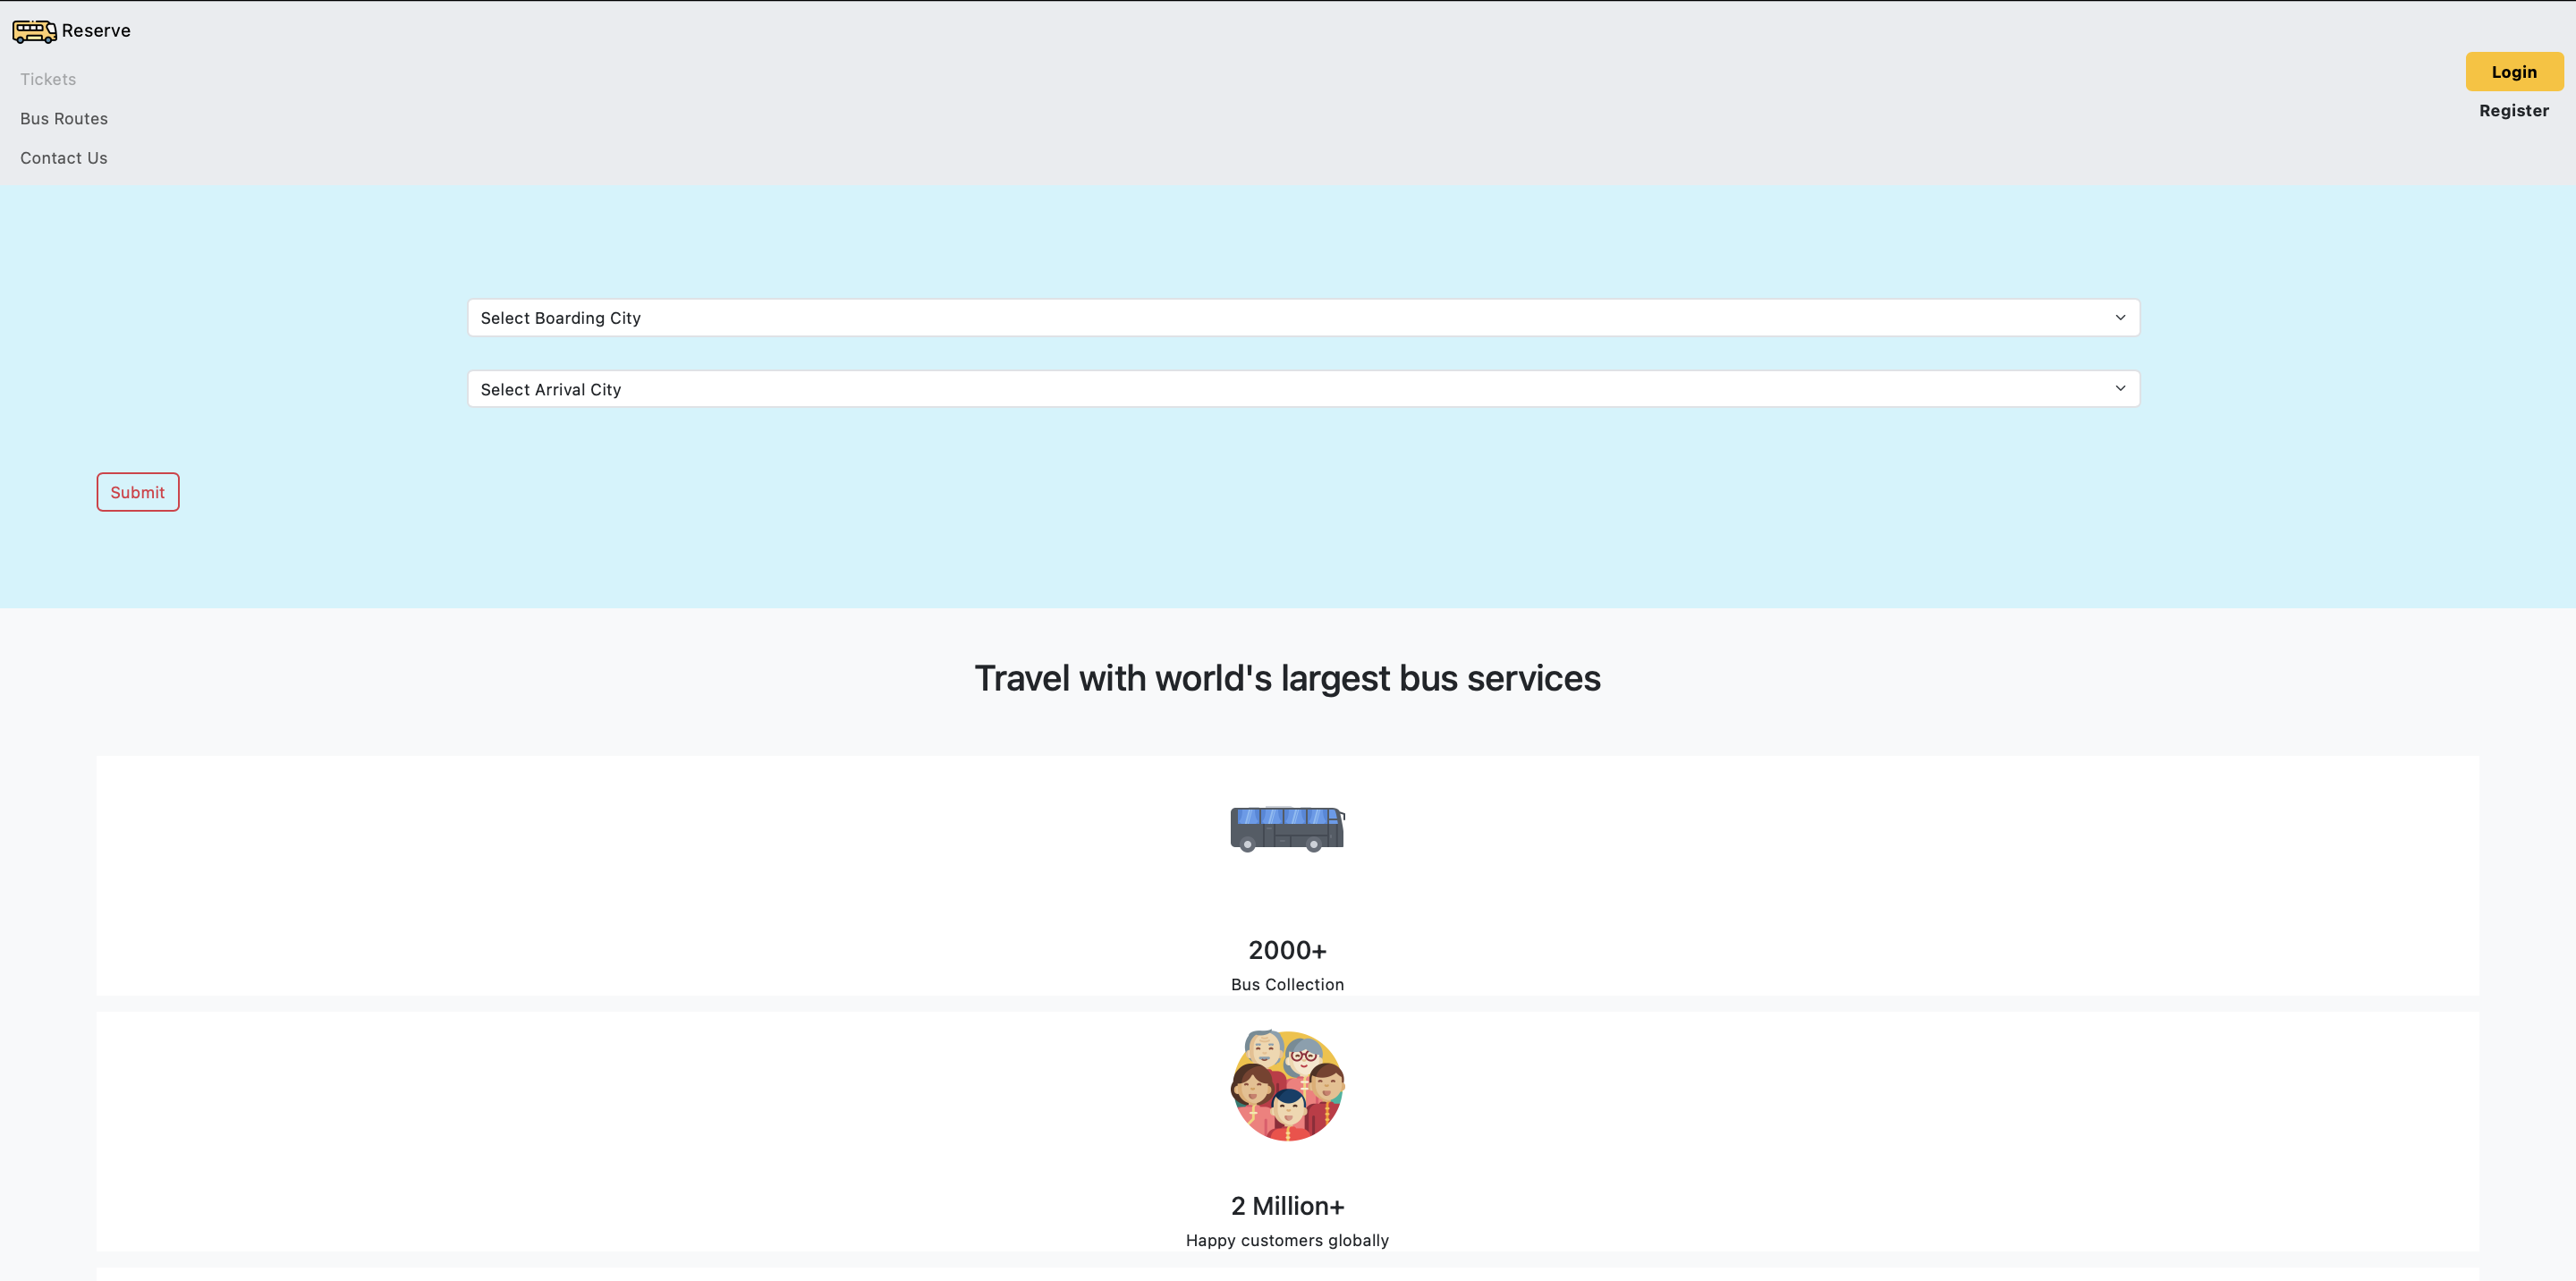 Reserve
Tickets
Bus Routes
Contact Us
Login
Register
Select Boarding City
Select Arrival City
Submit
Travel with world's largest bus services
2000+
Bus Collection
2 Million+
Happy customers globally